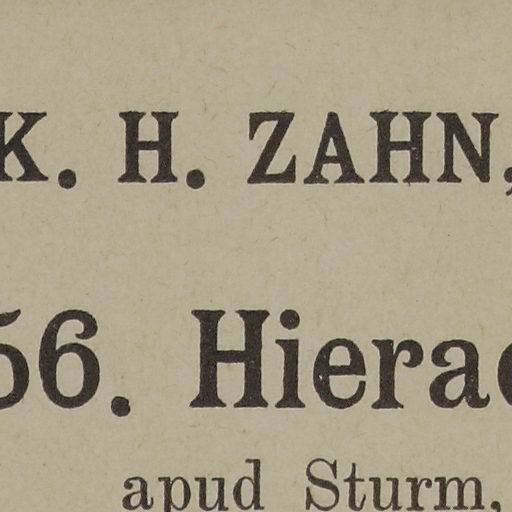 K. H. ZAHN,
56. Hierac
apud Sturm,